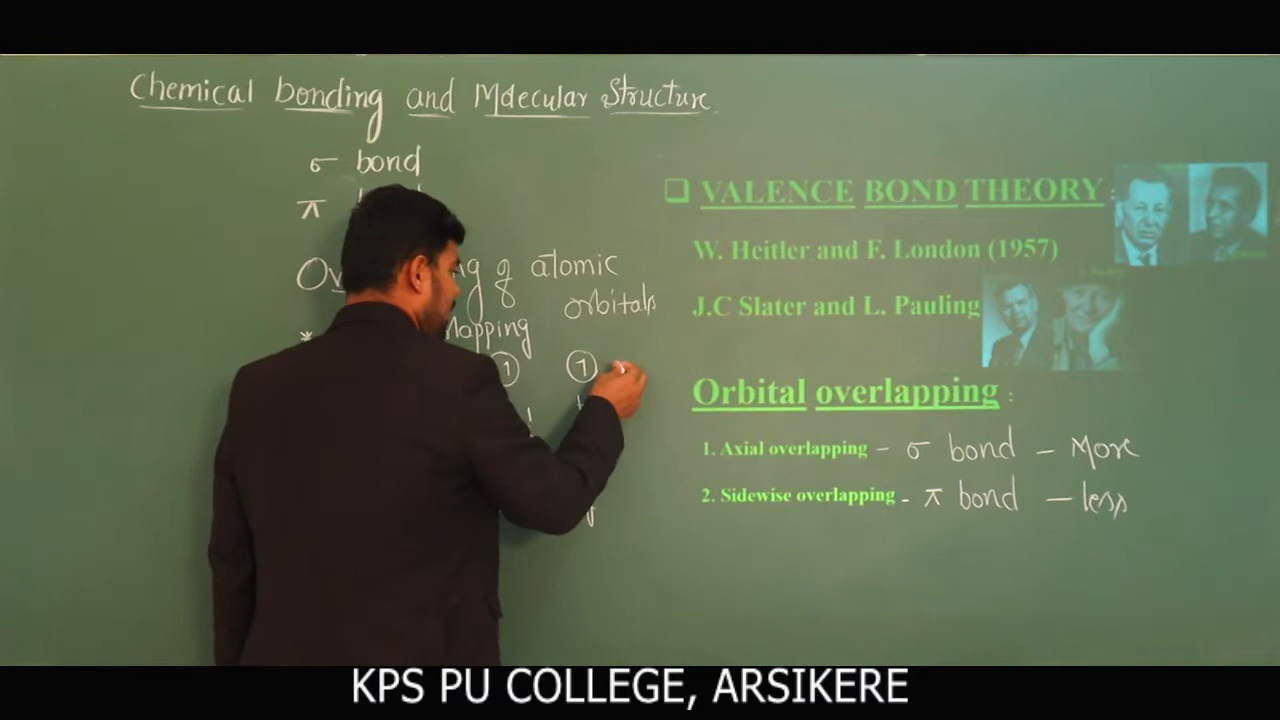 Chemical bonding and Molecular Structure
σ bond
π
of atomic
orbitals
*
1 1
VALENCE BOND THEORY :
W. Heitler and F. London (1957)
J.C Slater and L. Pauling
Orbital overlapping :
1. Axial overlapping - σ bond - More
2. Sidewise overlapping - π bond - less
KPS PU COLLEGE, ARSIKERE